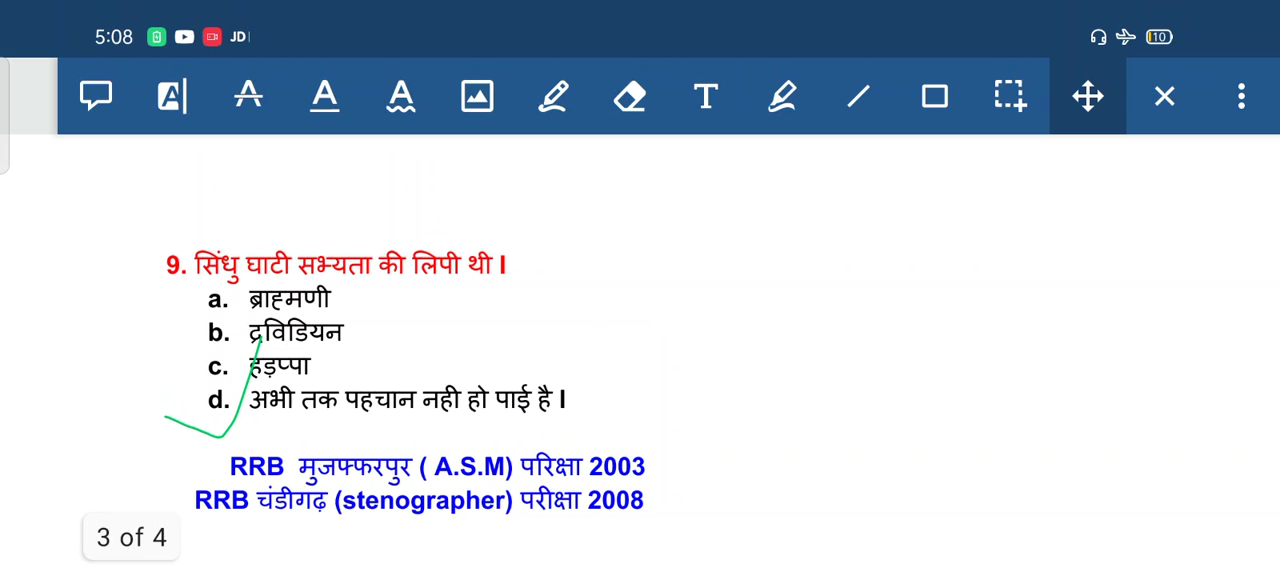 5:08 JD 10
A A A A T
9. सिंधु घाटी सभ्यता की लिपी थी I
a. ब्राह्मणी
b. द्रविडियन
c. हड़प्पा
d. अभी तक पहचान नही हो पाई है I
RRB मुजफ्फरपुर ( A.S.M) परिक्षा 2003
RRB चंडीगढ़ (stenographer) परीक्षा 2008
3 of 4